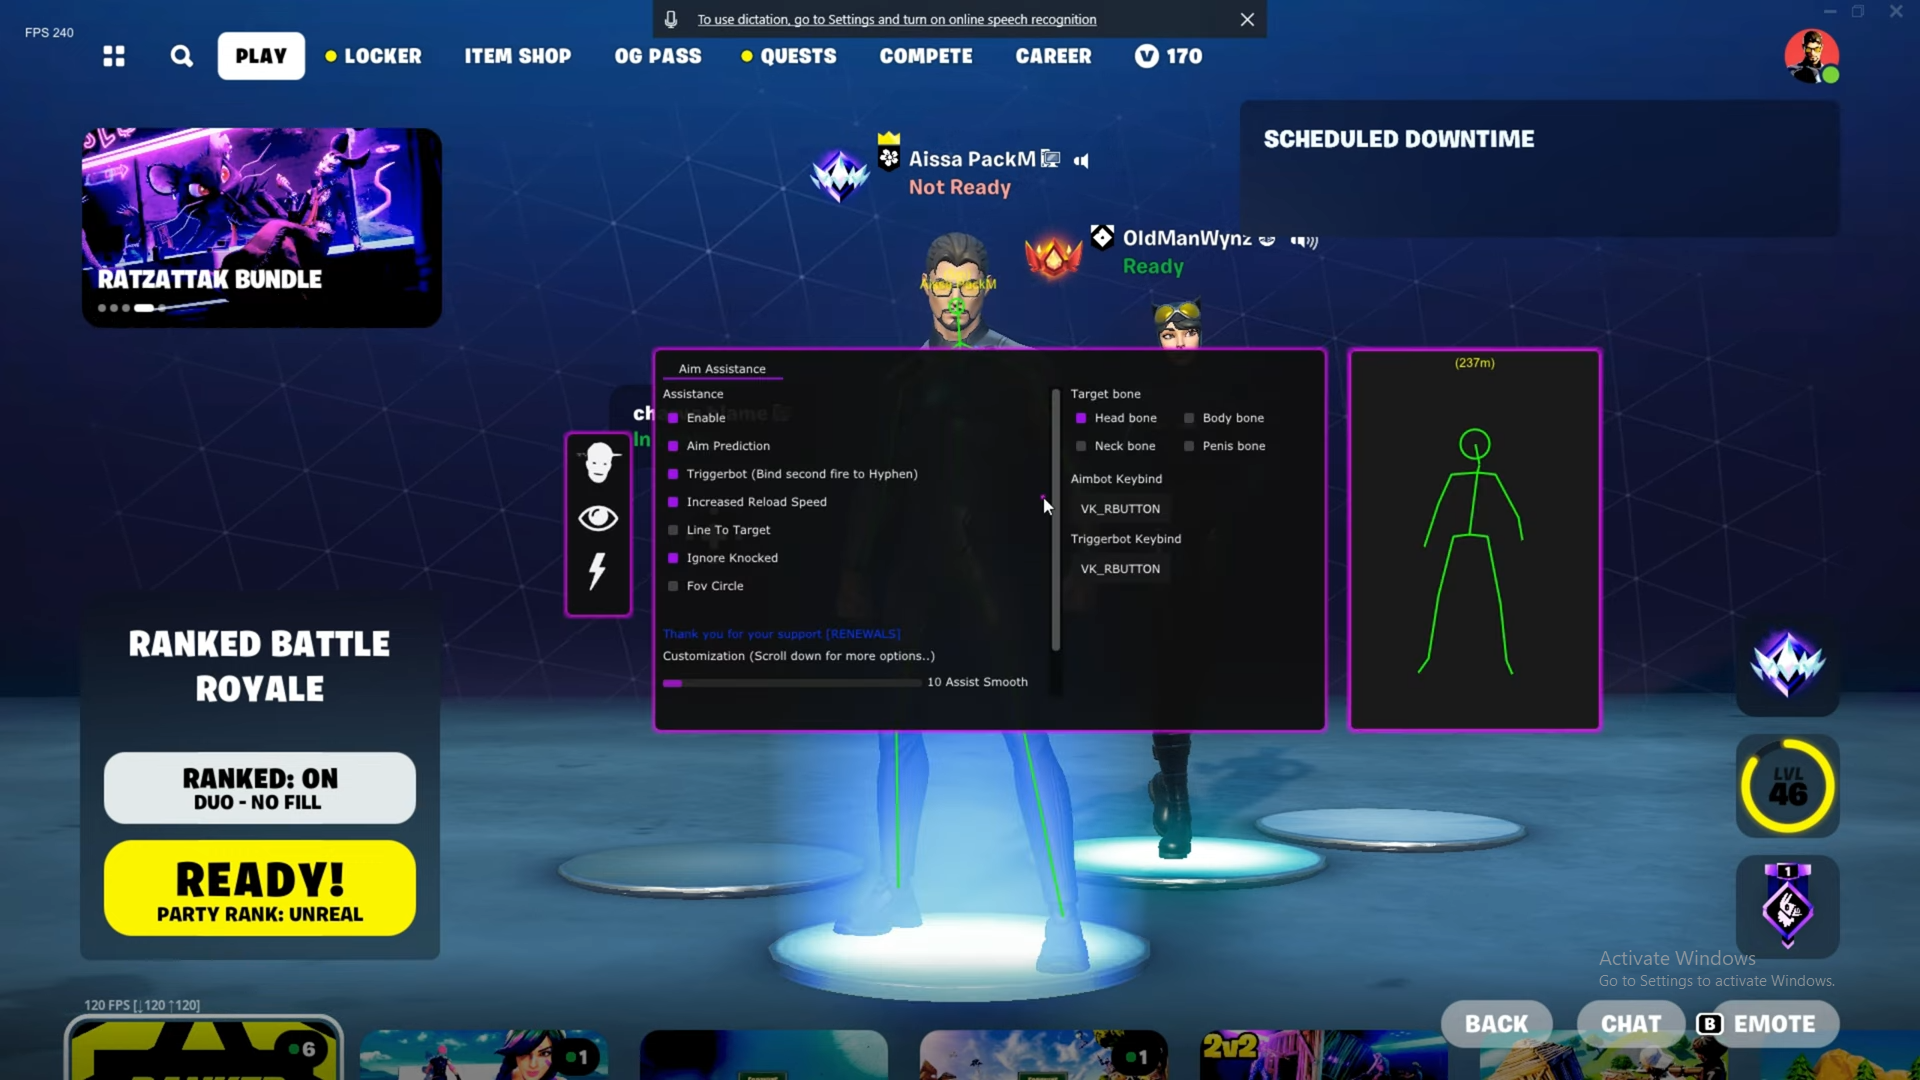 To use dictation, go to Settings and turn on online speech recognition
FPS 240
PLAY
LOCKER
ITEM SHOP
OG PASS
QUESTS
COMPETE
CAREER
V 170
SCHEDULED DOWNTIME
Aissa PackM
Not Ready
OldManWynz
Ready
RATZATTAK BUNDLE
Aim Assistance
(237m)
Assistance
Enable
Aim Prediction
Triggerbot (Bind second fire to Hyphen)
Increased Reload Speed
Line To Target
Ignore Knocked
Fov Circle
Thank you for your support [RENEWALS]
Customization (Scroll down for more options..)
10 Assist Smooth
Target bone
Head bone
Body bone
Neck bone
Penis bone
Aimbot Keybind
VK_RBUTTON
Triggerbot Keybind
VK_RBUTTON
RANKED BATTLE
ROYALE
RANKED: ON
DUO - NO FILL
READY!
PARTY RANK: UNREAL
LVL
46
1
Activate Windows
Go to Settings to activate Windows.
120 FPS [↓120 ↑120]
6
1
1
2v2
BACK
CHAT
B EMOTE